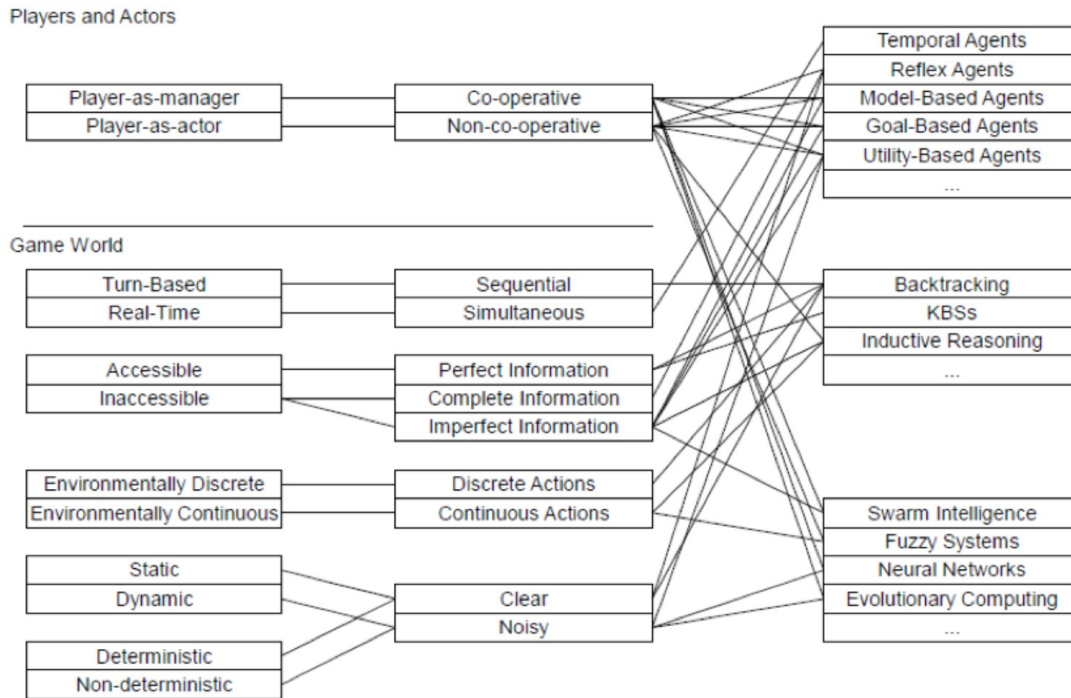 Players and Actors
Player-as-manager
Player-as-actor
Co-operative
Non-co-operative
Temporal Agents
Reflex Agents
Model-Based Agents
Goal-Based Agents
Utility-Based Agents
...
Game World
Turn-Based
Real-Time
Sequential
Simultaneous
Backtracking
KBSs
Inductive Reasoning
...
Accessible
Inaccessible
Perfect Information
Complete Information
Imperfect Information
Environmentally Discrete
Environmentally Continuous
Discrete Actions
Continuous Actions
Swarm Intelligence
Fuzzy Systems
Neural Networks
Evolutionary Computing
...
Static
Dynamic
Clear
Noisy
Deterministic
Non-deterministic